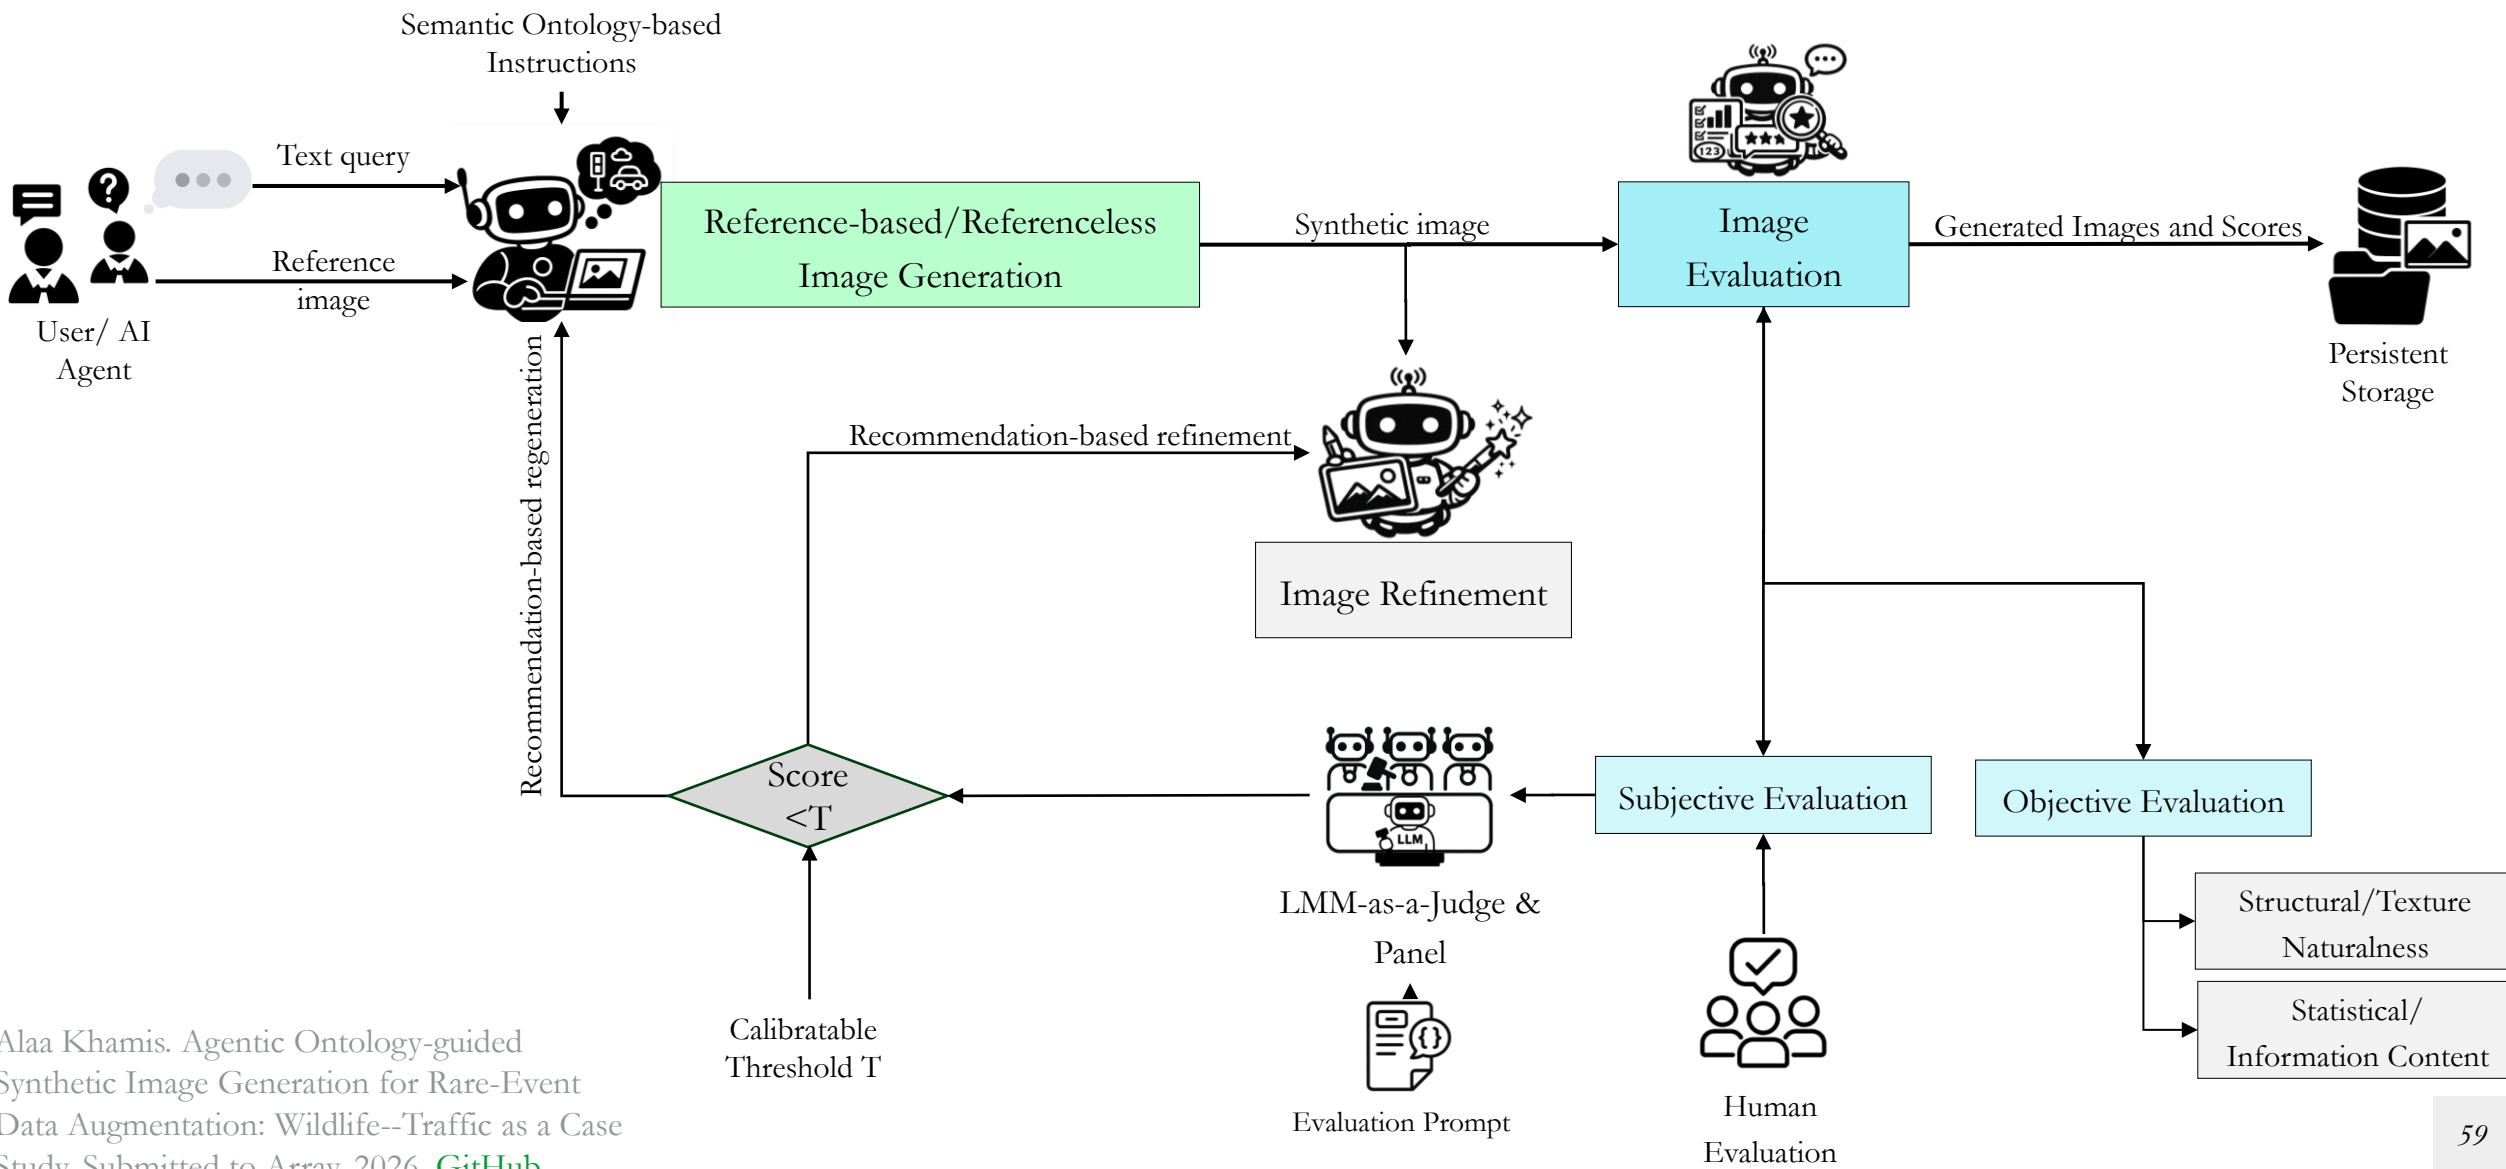 Semantic Ontology-based
Instructions
Text query
Reference
image
User/ AI
Agent
Reference-based/Referenceless
Image Generation
Synthetic image
123
Image
Evaluation
Generated Images and Scores
Persistent
Storage
Recommendation-based regeneration
Recommendation-based refinement
Image Refinement
Score
<T
LLM
LMM-as-a-Judge &
Panel
Subjective Evaluation
Objective Evaluation
Structural/Texture
Naturalness
Statistical/
Information Content
Calibratable
Threshold T
{}
Evaluation Prompt
Human
Evaluation
Alaa Khamis. Agentic Ontology-guided
Synthetic Image Generation for Rare-Event
Data Augmentation: Wildlife--Traffic as a Case
Study. Submitted to Array, 2026. GitHub
59